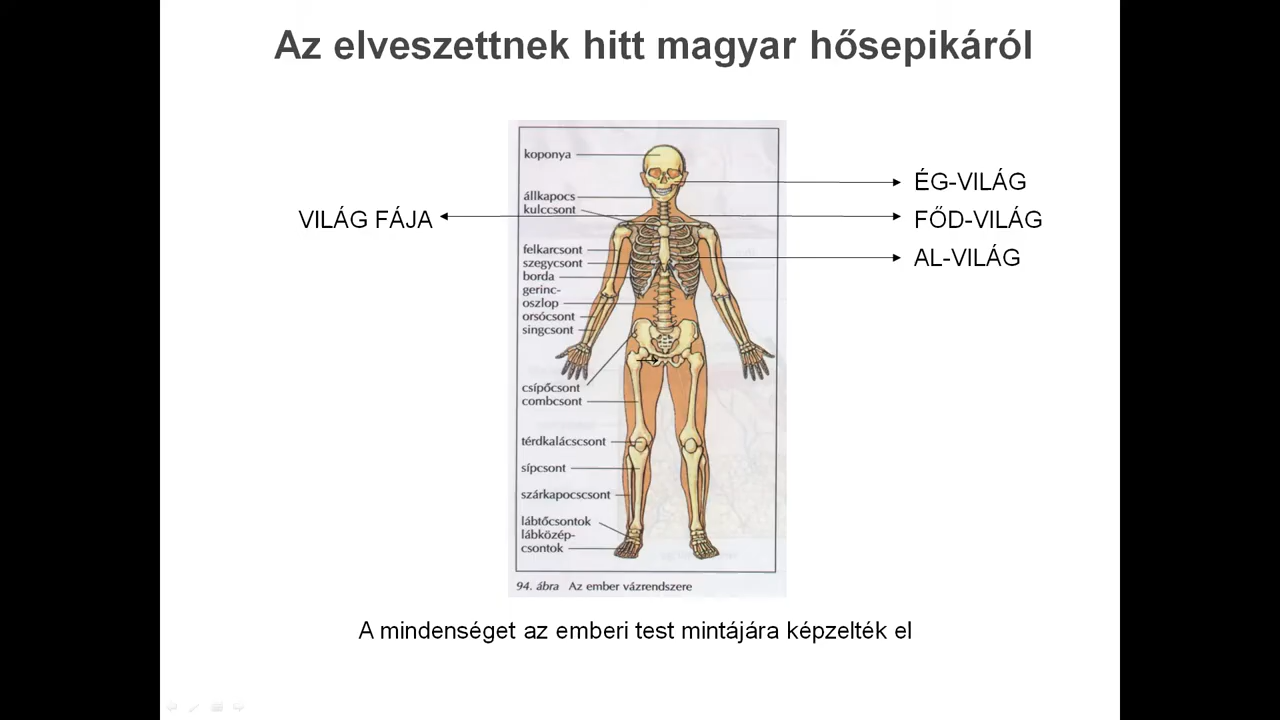 Az elveszettnek hitt magyar hősepikáról
koponya
ÉG-VILÁG
állkapocs
kulccsont
VILÁG FÁJA
FŐD-VILÁG
felkarcsont
AL-VILÁG
szegycsont
borda
gerinc-
oszlop
orsócsont
singcsont
csípőcsont
combcsont
térdkalácscsont
sípcsont
szárkapocscsont
lábtőcsontok
lábközép-
csontok
94. ábra Az ember vázrendszere
A mindenséget az emberi test mintájára képzelték el